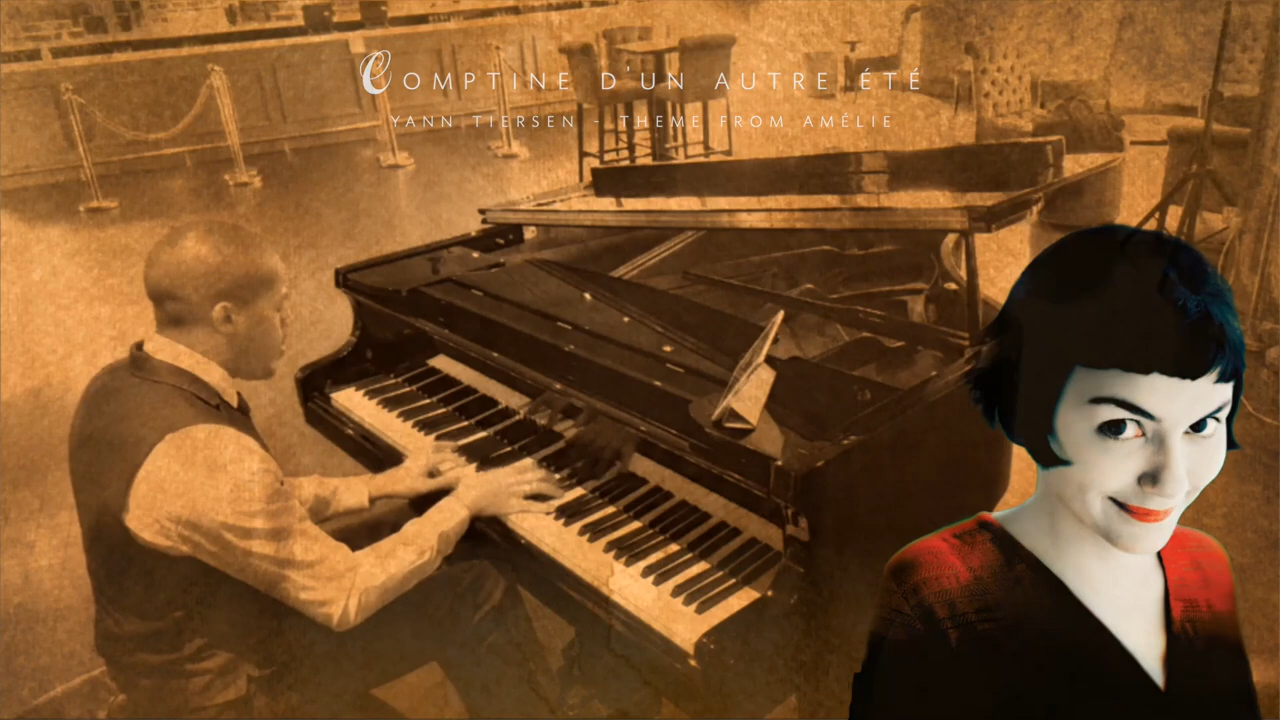 COMPTINE D'UN AUTRE ÉTÉ
YANN TIERSEN - THEME FROM AMÉLIE